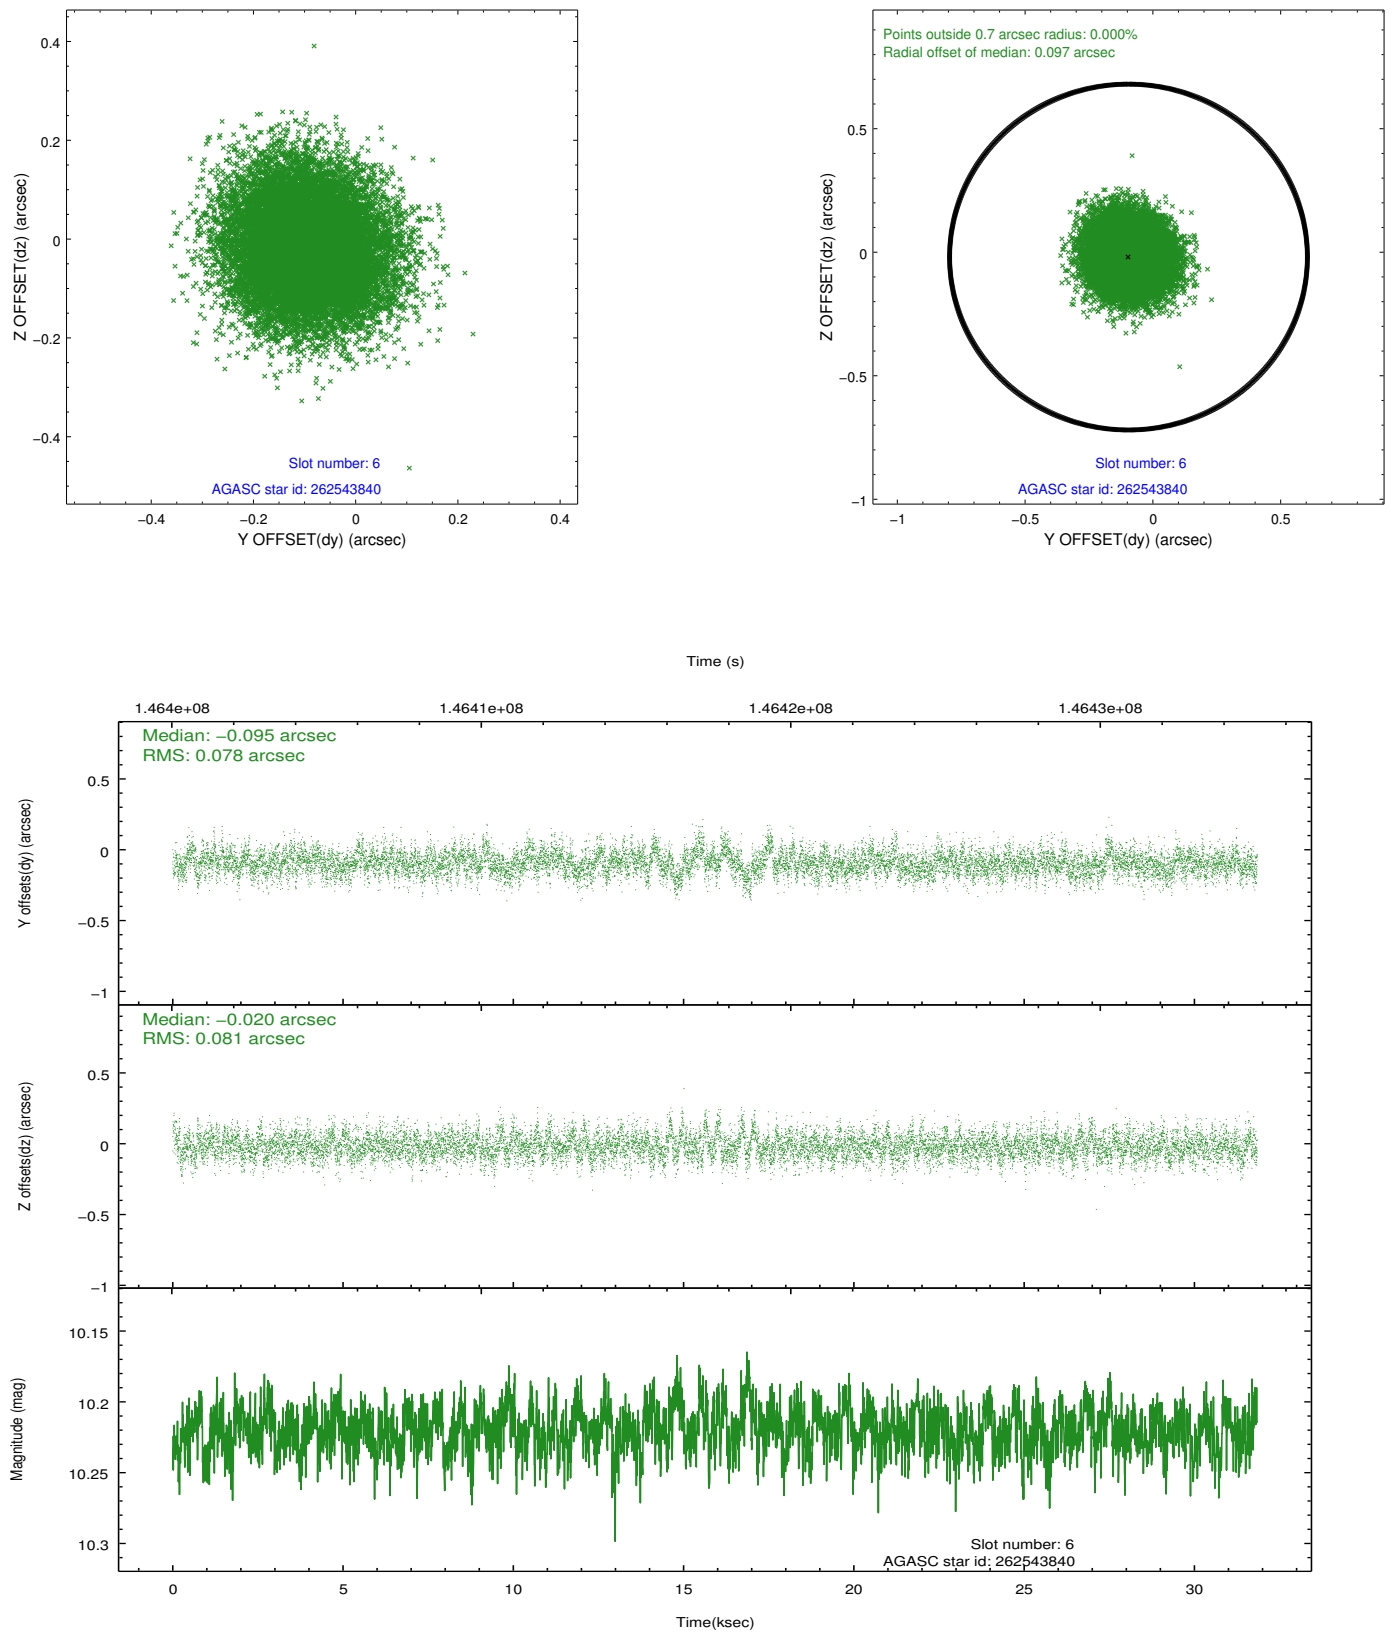 0.4
0.2
0
−0.2
−0.4
Z OFFSET(dz) (arcsec)
Slot number: 6
AGASC star id: 262543840
−0.4
−0.2
0
0.2
0.4
Y OFFSET(dy) (arcsec)
Points outside 0.7 arcsec radius: 0.000%
Radial offset of median: 0.097 arcsec
0.5
0
−0.5
−1
Z OFFSET(dz) (arcsec)
Slot number: 6
AGASC star id: 262543840
−1
−0.5
0
0.5
Y OFFSET(dy) (arcsec)
Time (s)
1.464e+08
1.4641e+08
1.4642e+08
1.4643e+08
Median: −0.095 arcsec
RMS: 0.078 arcsec
0.5
0
−0.5
−1
Y offsets(dy) (arcsec)
Median: −0.020 arcsec
RMS: 0.081 arcsec
0.5
0
−0.5
−1
Z offsets(dz) (arcsec)
10.15
10.2
10.25
10.3
Magnitude (mag)
Slot number: 6
AGASC star id: 262543840
0
5
10
15
20
25
30
Time(ksec)